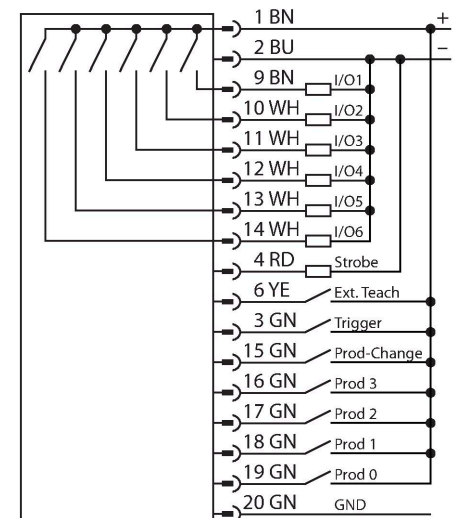 1 BN +
2 BU −
9 BN I/O1
10 WH I/O2
11 WH I/O3
12 WH I/O4
13 WH I/O5
14 WH I/O6
4 RD Strobe
6 YE Ext. Teach
3 GN Trigger
15 GN Prod-Change
16 GN Prod 3
17 GN Prod 2
18 GN Prod 1
19 GN Prod 0
20 GN GND